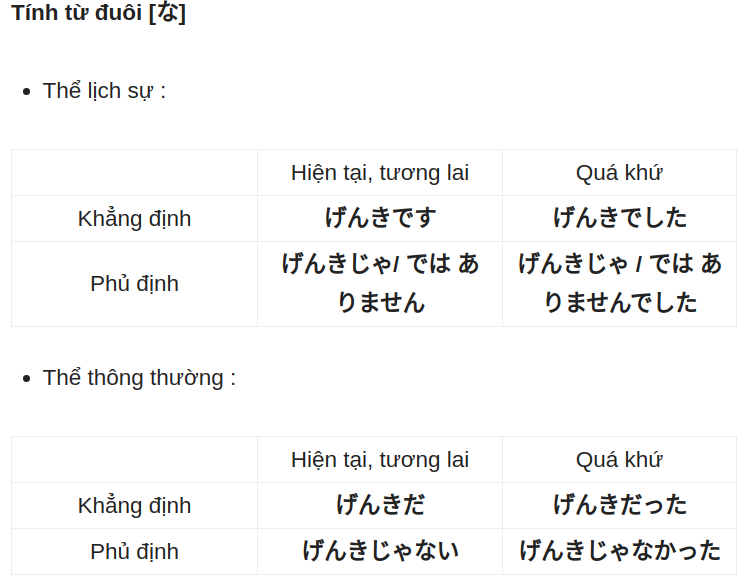 Tính từ đuôi [な]
Thể lịch sự :
Hiện tại, tương lai Quá khứ
Khẳng định げんきです げんきでした
Phủ định げんきじゃ/ では ありません げんきじゃ / では ありませんでした
Thể thông thường :
Hiện tại, tương lai Quá khứ
Khẳng định げんきだ げんきだった
Phủ định げんきじゃない げんきじゃなかった